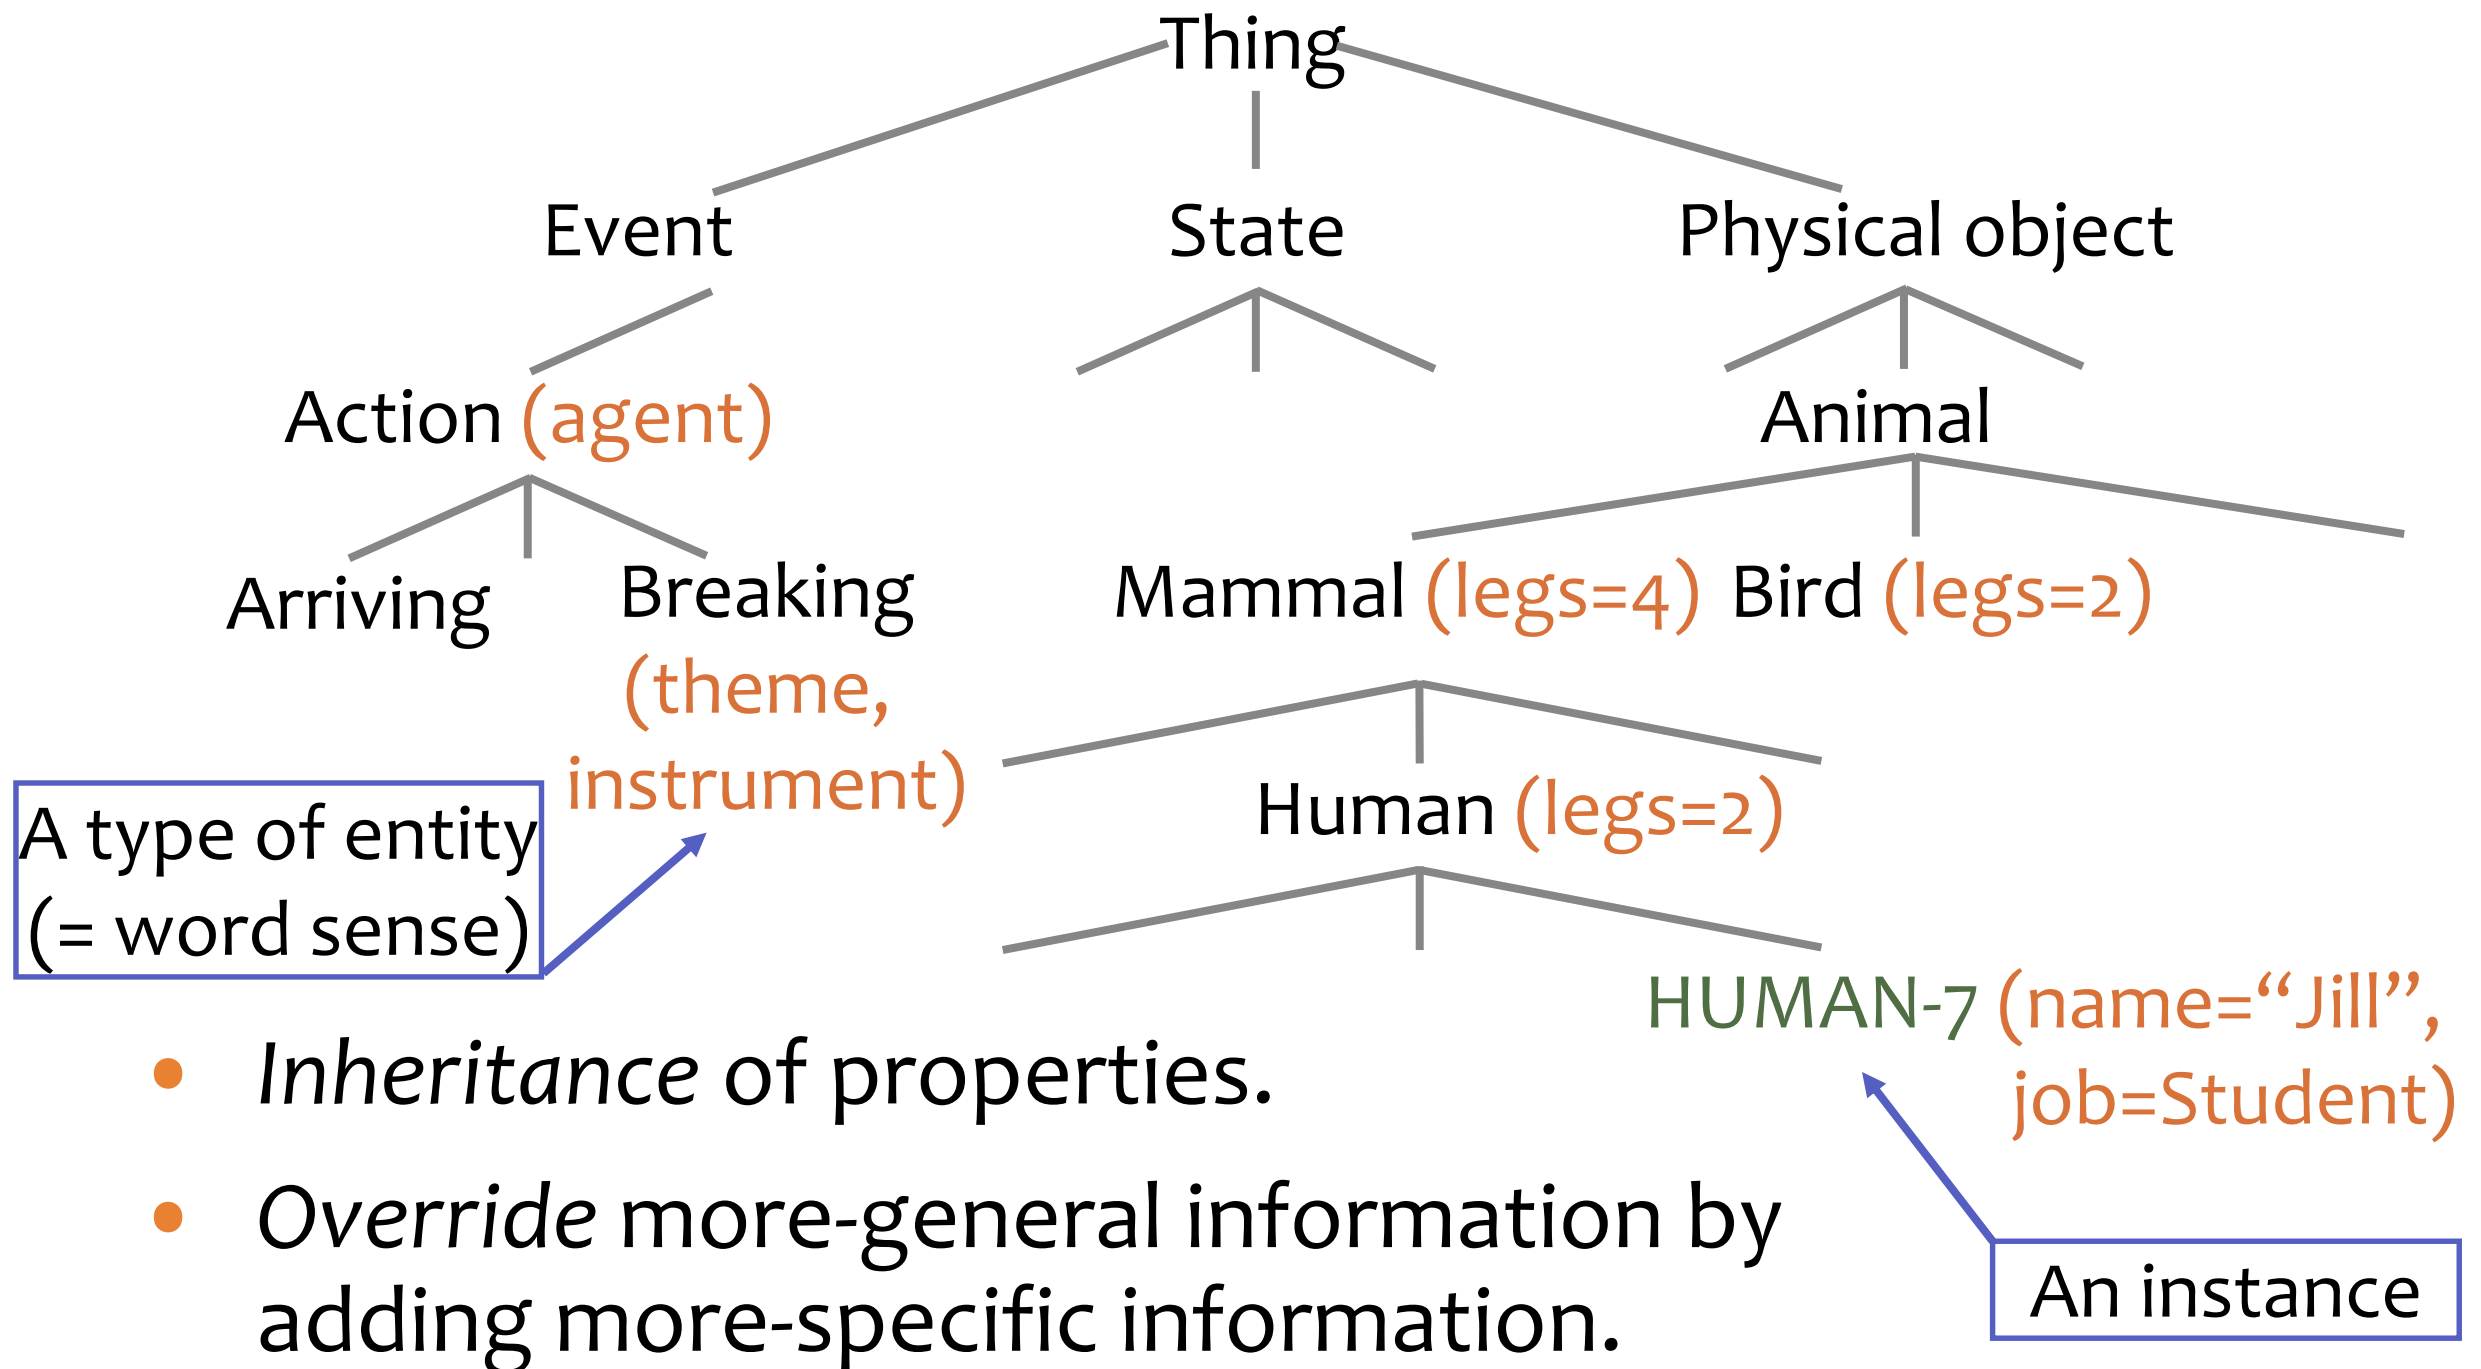 Thing
Event State Physical object
Action (agent) Animal
Arriving Breaking Mammal (legs=4) Bird (legs=2)
(theme,
instrument)
A type of entity
(= word sense)
Human (legs=2)
HUMAN-7 (name=“Jill”,
job=Student)
• Inheritance of properties.
• Override more-general information by
adding more-specific information.
An instance